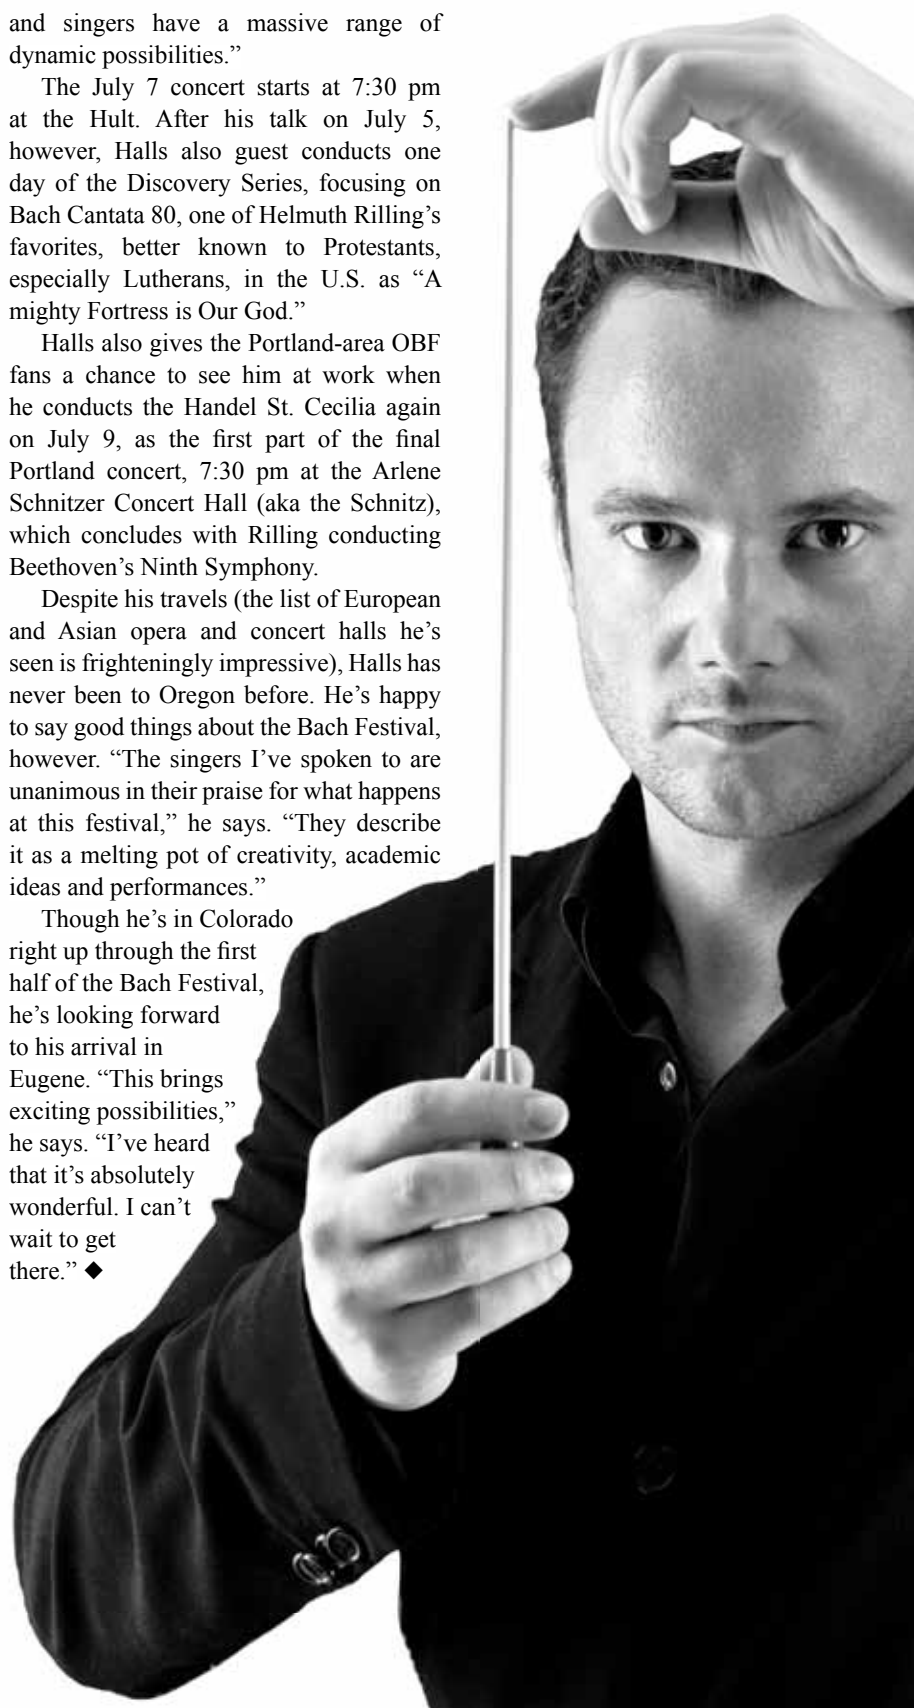 and singers have a massive range of
dynamic possibilities.”
The July 7 concert starts at 7:30 pm
at the Hult. After his talk on July 5,
however, Halls also guest conducts one
day of the Discovery Series, focusing on
Bach Cantata 80, one of Helmuth Rilling’s
favorites, better known to Protestants,
especially Lutherans, in the U.S. as “A
mighty Fortress is Our God.”
Halls also gives the Portland-area OBF
fans a chance to see him at work when
he conducts the Handel St. Cecilia again
on July 9, as the first part of the final
Portland concert, 7:30 pm at the Arlene
Schnitzer Concert Hall (aka the Schnitz),
which concludes with Rilling conducting
Beethoven’s Ninth Symphony.
Despite his travels (the list of European
and Asian opera and concert halls he’s
seen is frighteningly impressive), Halls has
never been to Oregon before. He’s happy
to say good things about the Bach Festival,
however. “The singers I’ve spoken to are
unanimous in their praise for what happens
at this festival,” he says. “They describe
it as a melting pot of creativity, academic
ideas and performances.”
Though he’s in Colorado
right up through the first
half of the Bach Festival,
he’s looking forward
to his arrival in
Eugene. “This brings
exciting possibilities,”
he says. “I’ve heard
that it’s absolutely
wonderful. I can’t
wait to get
there.” ◆